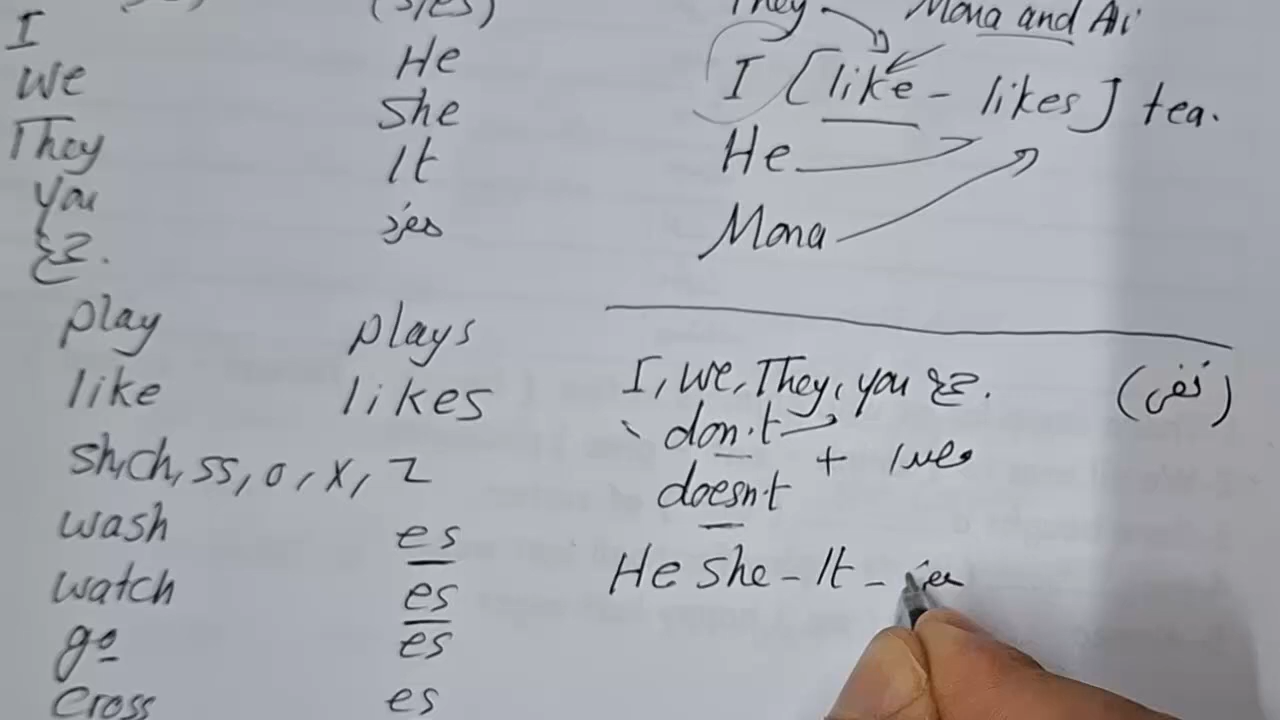 (s/es)
I
He
We
She
They
It
you
مفرد
جمع.
play plays
like likes
sh, ch, ss, o, x, z
wash es
watch es
go es
cross es
They Mona and Ali
I [like - likes] tea.
He
Mona
I, we, They, you جمع. (نفى)
don't
+ مصدر
doesn't
He She - It - مفرد